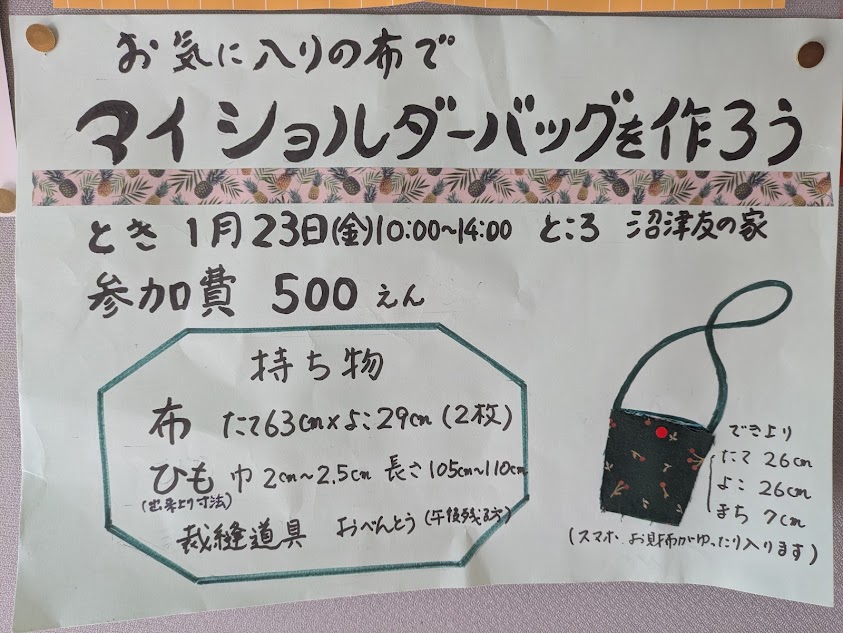 お気に入りの布で
マイショルダーバッグを作ろう
とき 1月23日(金)10:00～14:00 ところ 沼津友の家
参加費 500えん
持ち物
布 たて63cm×よこ29cm(2枚)
ひも 巾2cm～2.5cm 長さ105cm～110cm
(出来より寸法)
裁縫道具 おべんとう(午後残る方)
できより
たて 26cm
よこ 26cm
まち 7cm
(スマホ、お財布がゆったり入ります)